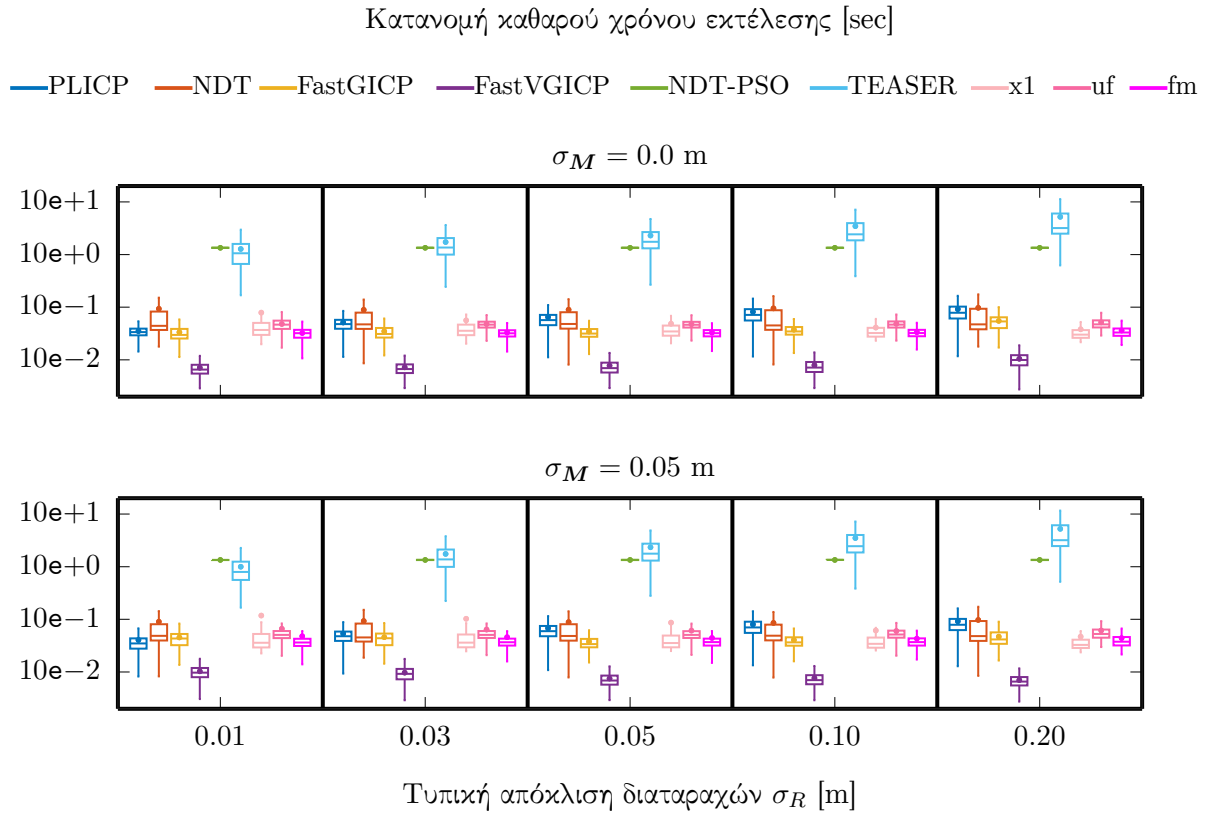 Κατανομή καθαρού χρόνου εκτέλεσης [sec]
PLICP NDT FastGICP FastVGICP NDT-PSO TEASER x1 uf fm
σ_M = 0.0 m
10e+1
10e+0
10e−1
10e−2
σ_M = 0.05 m
10e+1
10e+0
10e−1
10e−2
0.01 0.03 0.05 0.10 0.20
Τυπική απόκλιση διαταραχών σ_R [m]